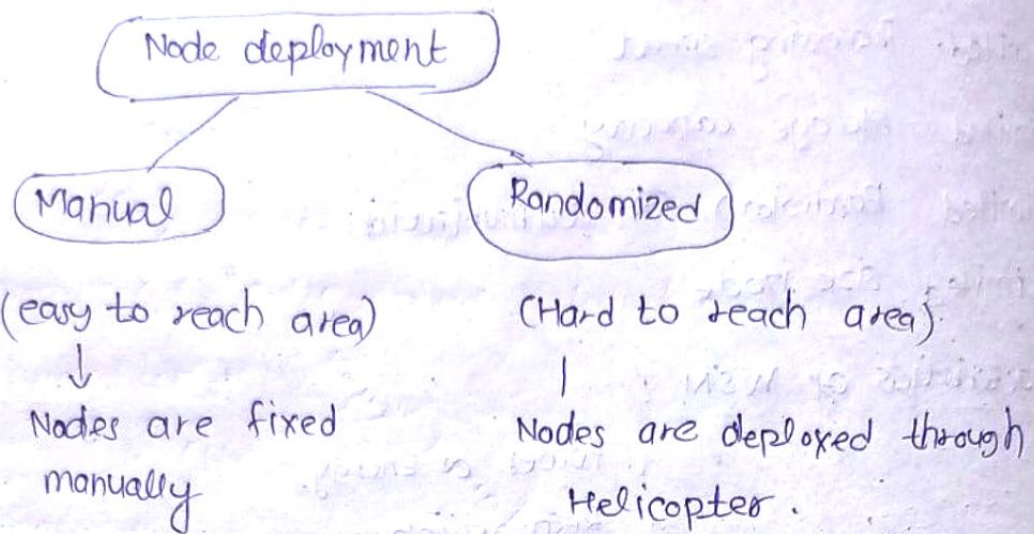 Node deployment
Manual
Randomized
(easy to reach area)
(Hard to reach area)
Nodes are fixed
manually
Nodes are deployed through
Helicopter.